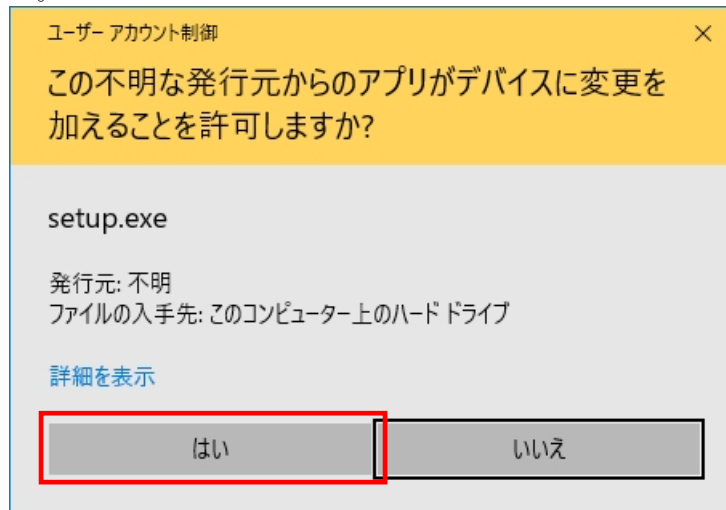 ユーザー アカウント制御
この不明な発行元からのアプリがデバイスに変更を
加えることを許可しますか?
setup.exe
発行元: 不明
ファイルの入手先: このコンピューター上のハード ドライブ
詳細を表示
はい
いいえ